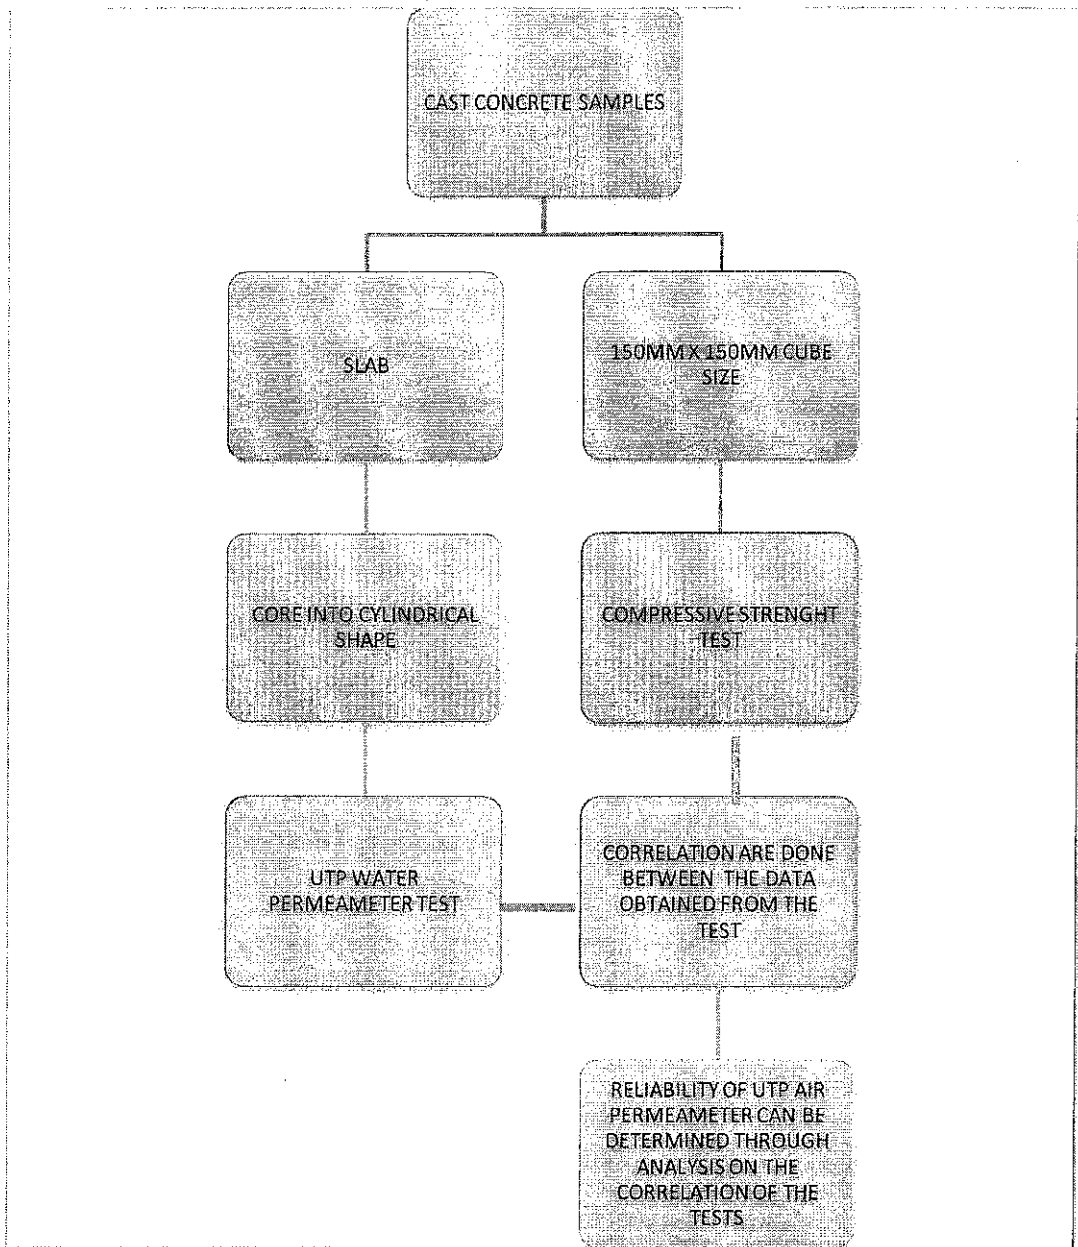 CAST CONCRETE SAMPLES
SLAB
150MM X 150MM CUBE
SIZE
CORE INTO CYLINDRICAL
SHAPE
COMPRESSIVE STRENGHT
TEST
UTP WATER
PERMEAMETER TEST
CORRELATION ARE DONE
BETWEEN THE DATA
OBTAINED FROM THE
TEST
RELIABILITY OF UTP AIR
PERMEAMETER CAN BE
DETERMINED THROUGH
ANALYSIS ON THE
CORRELATION OF THE
TESTS